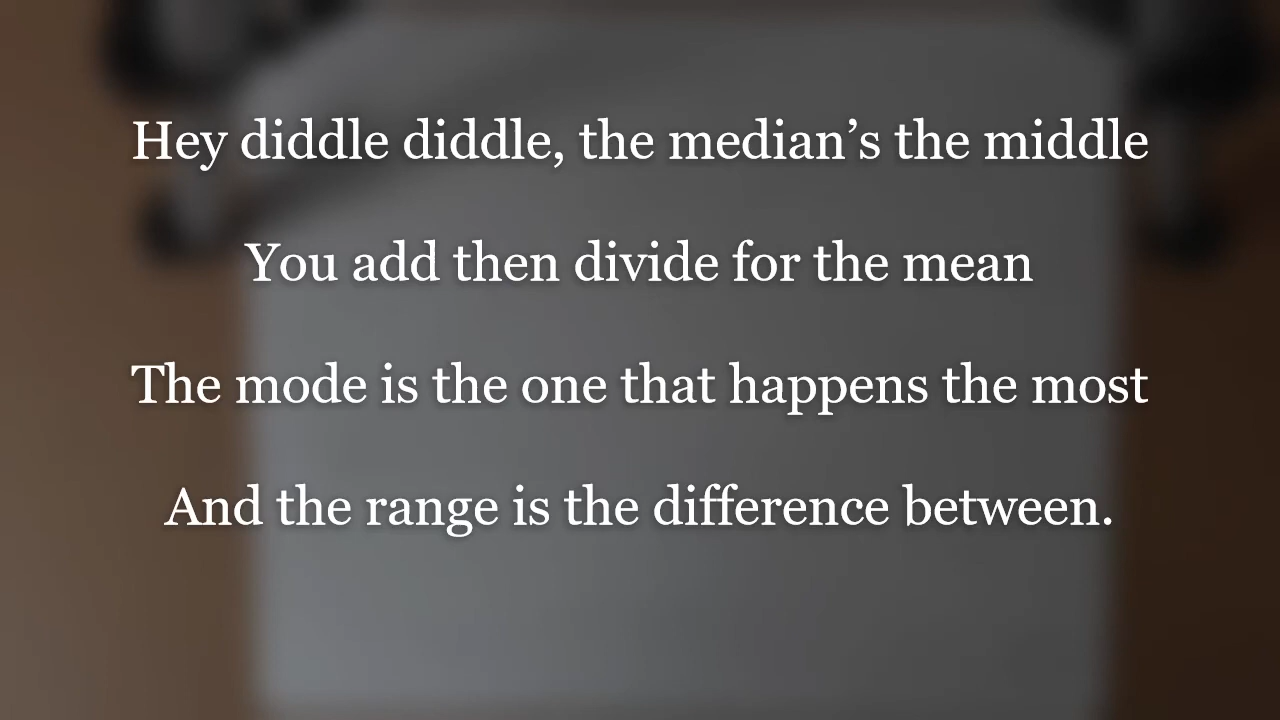 Hey diddle diddle, the median’s the middle
You add then divide for the mean
The mode is the one that happens the most
And the range is the difference between.